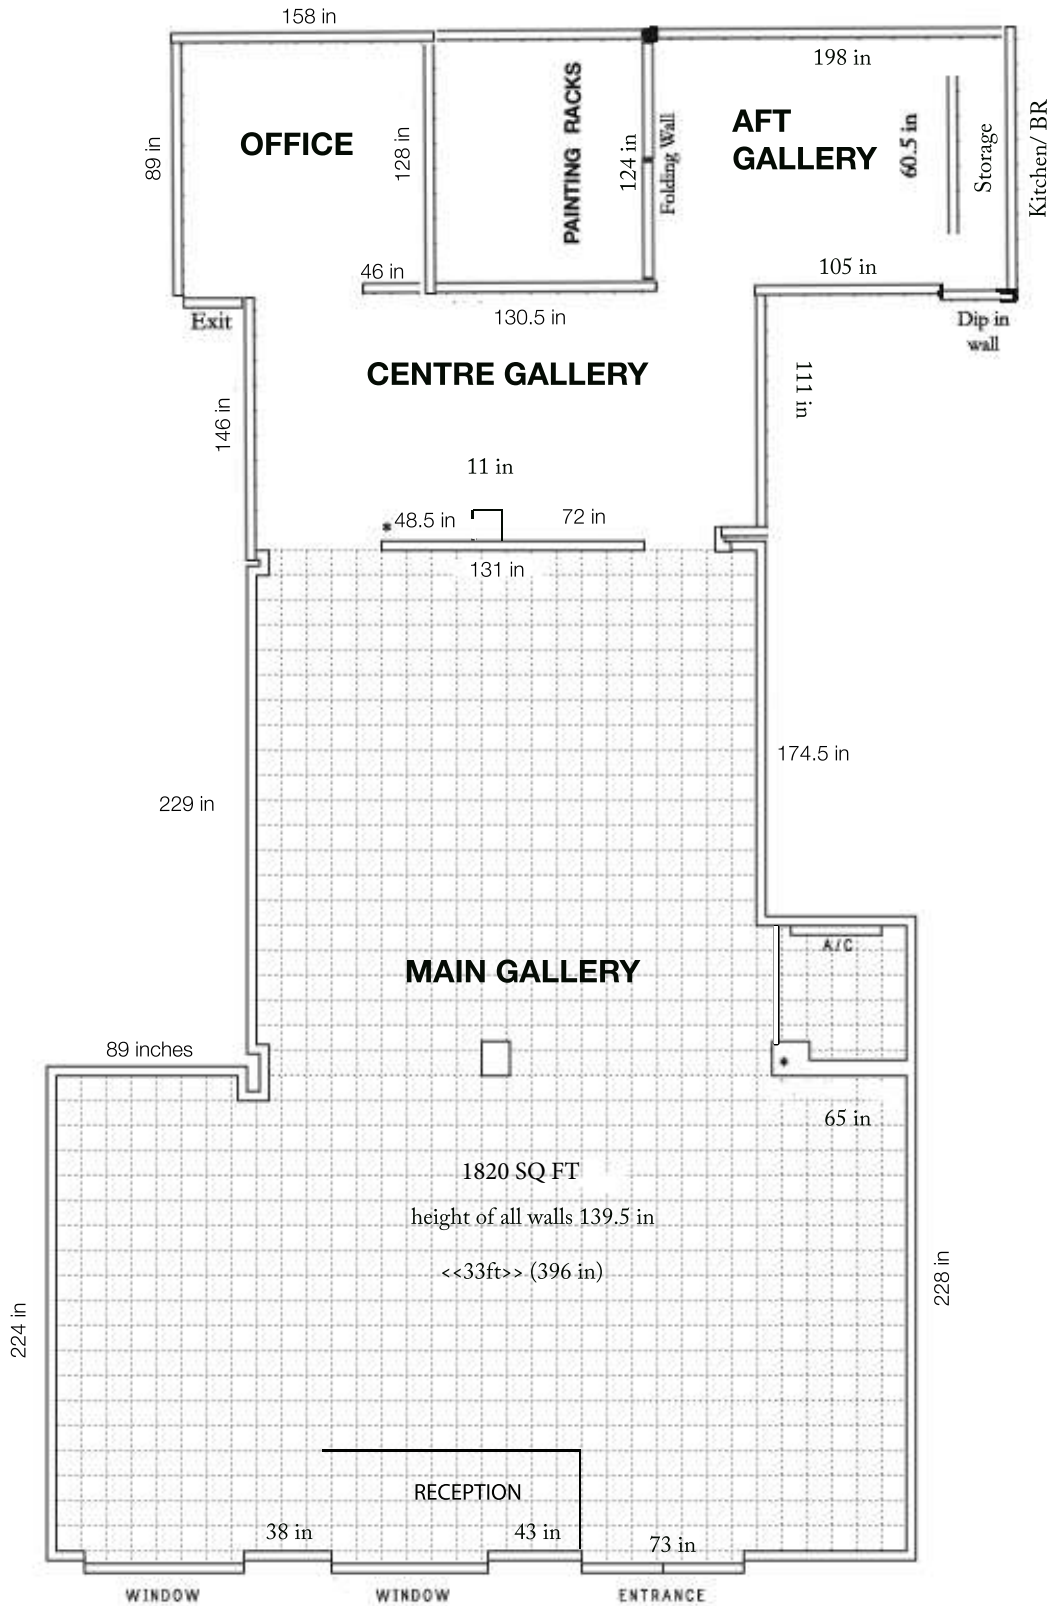 158 in
198 in
OFFICE
89 in
128 in
PAINTING RACKS
124 in
Folding Wall
AFT
GALLERY
60.5 in
Storage
Kitchen/ BR
46 in
105 in
Exit
130.5 in
Dip in
wall
CENTRE GALLERY
111 in
146 in
11 in
*
48.5 in
72 in
131 in
174.5 in
229 in
A/C
MAIN GALLERY
89 inches
*
65 in
1820 SQ FT
height of all walls 139.5 in
<<33ft>> (396 in)
224 in
228 in
RECEPTION
38 in
43 in
73 in
WINDOW
WINDOW
ENTRANCE